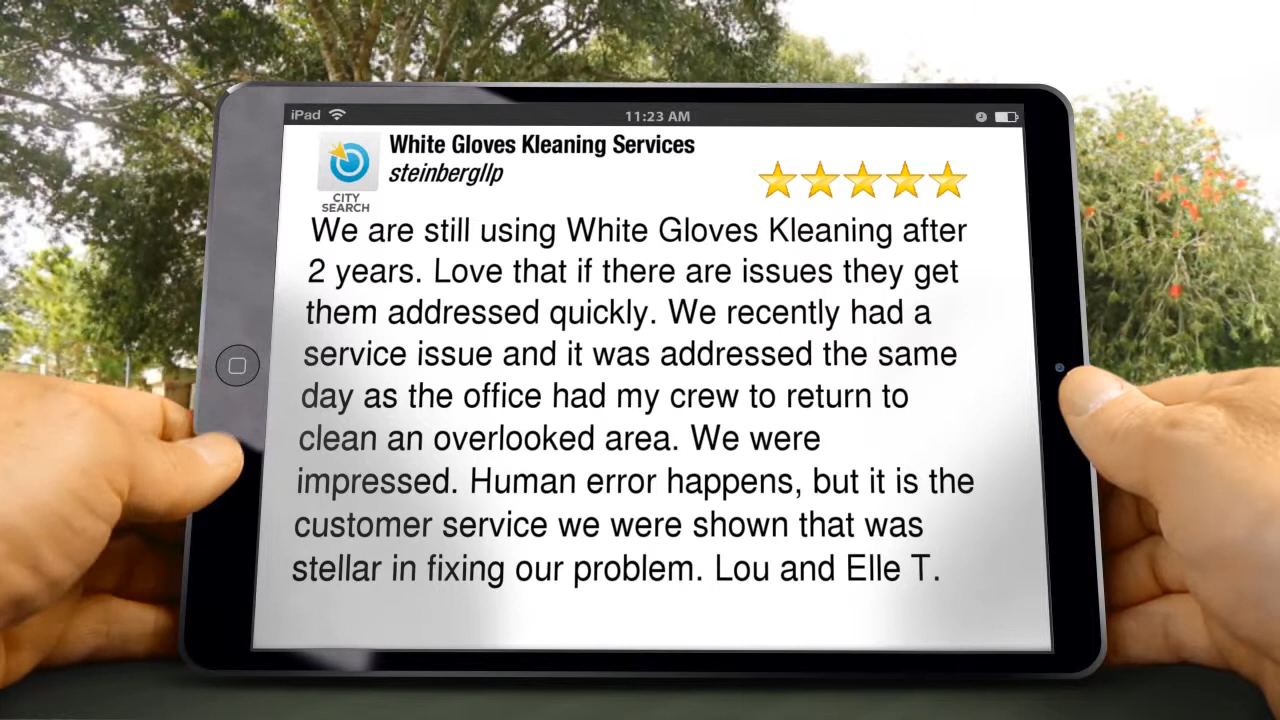 iPad
11:23 AM
White Gloves Kleaning Services
steinbergllp
CITY
SEARCH
We are still using White Gloves Kleaning after
2 years. Love that if there are issues they get
them addressed quickly. We recently had a
service issue and it was addressed the same
day as the office had my crew to return to
clean an overlooked area. We were
impressed. Human error happens, but it is the
customer service we were shown that was
stellar in fixing our problem. Lou and Elle T.